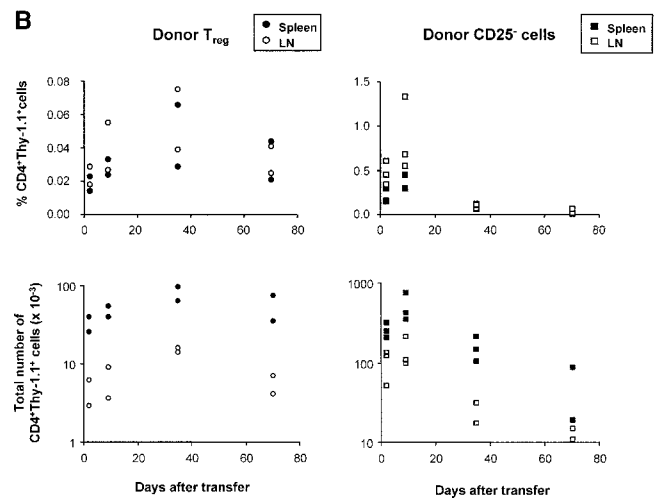 B
Donor Treg
● Spleen
○ LN
Donor CD25- cells
■ Spleen
□ LN
% CD4+Thy-1.1+cells
0.08
0.06
0.04
0.02
0.00
0 20 40 60 80
1.5
1.0
0.5
0.0
0 20 40 60 80
Total number of
CD4+Thy-1.1+ cells (x 10-3)
100
10
1
0 20 40 60 80
Days after transfer
1000
100
10
0 20 40 60 80
Days after transfer